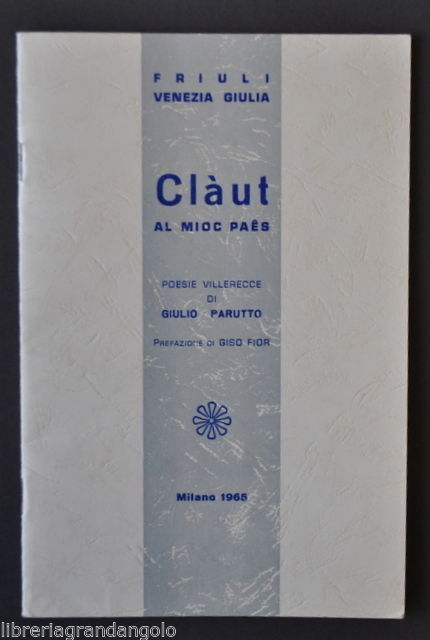 FRIULI
VENEZIA GIULIA
Clàut
AL MIOC PAÊS
POESIE VILLERECCE
DI
GIULIO PARUTTO
PREFAZIONE DI GISO FIOR
Milano 1965
libreriagrandangolo